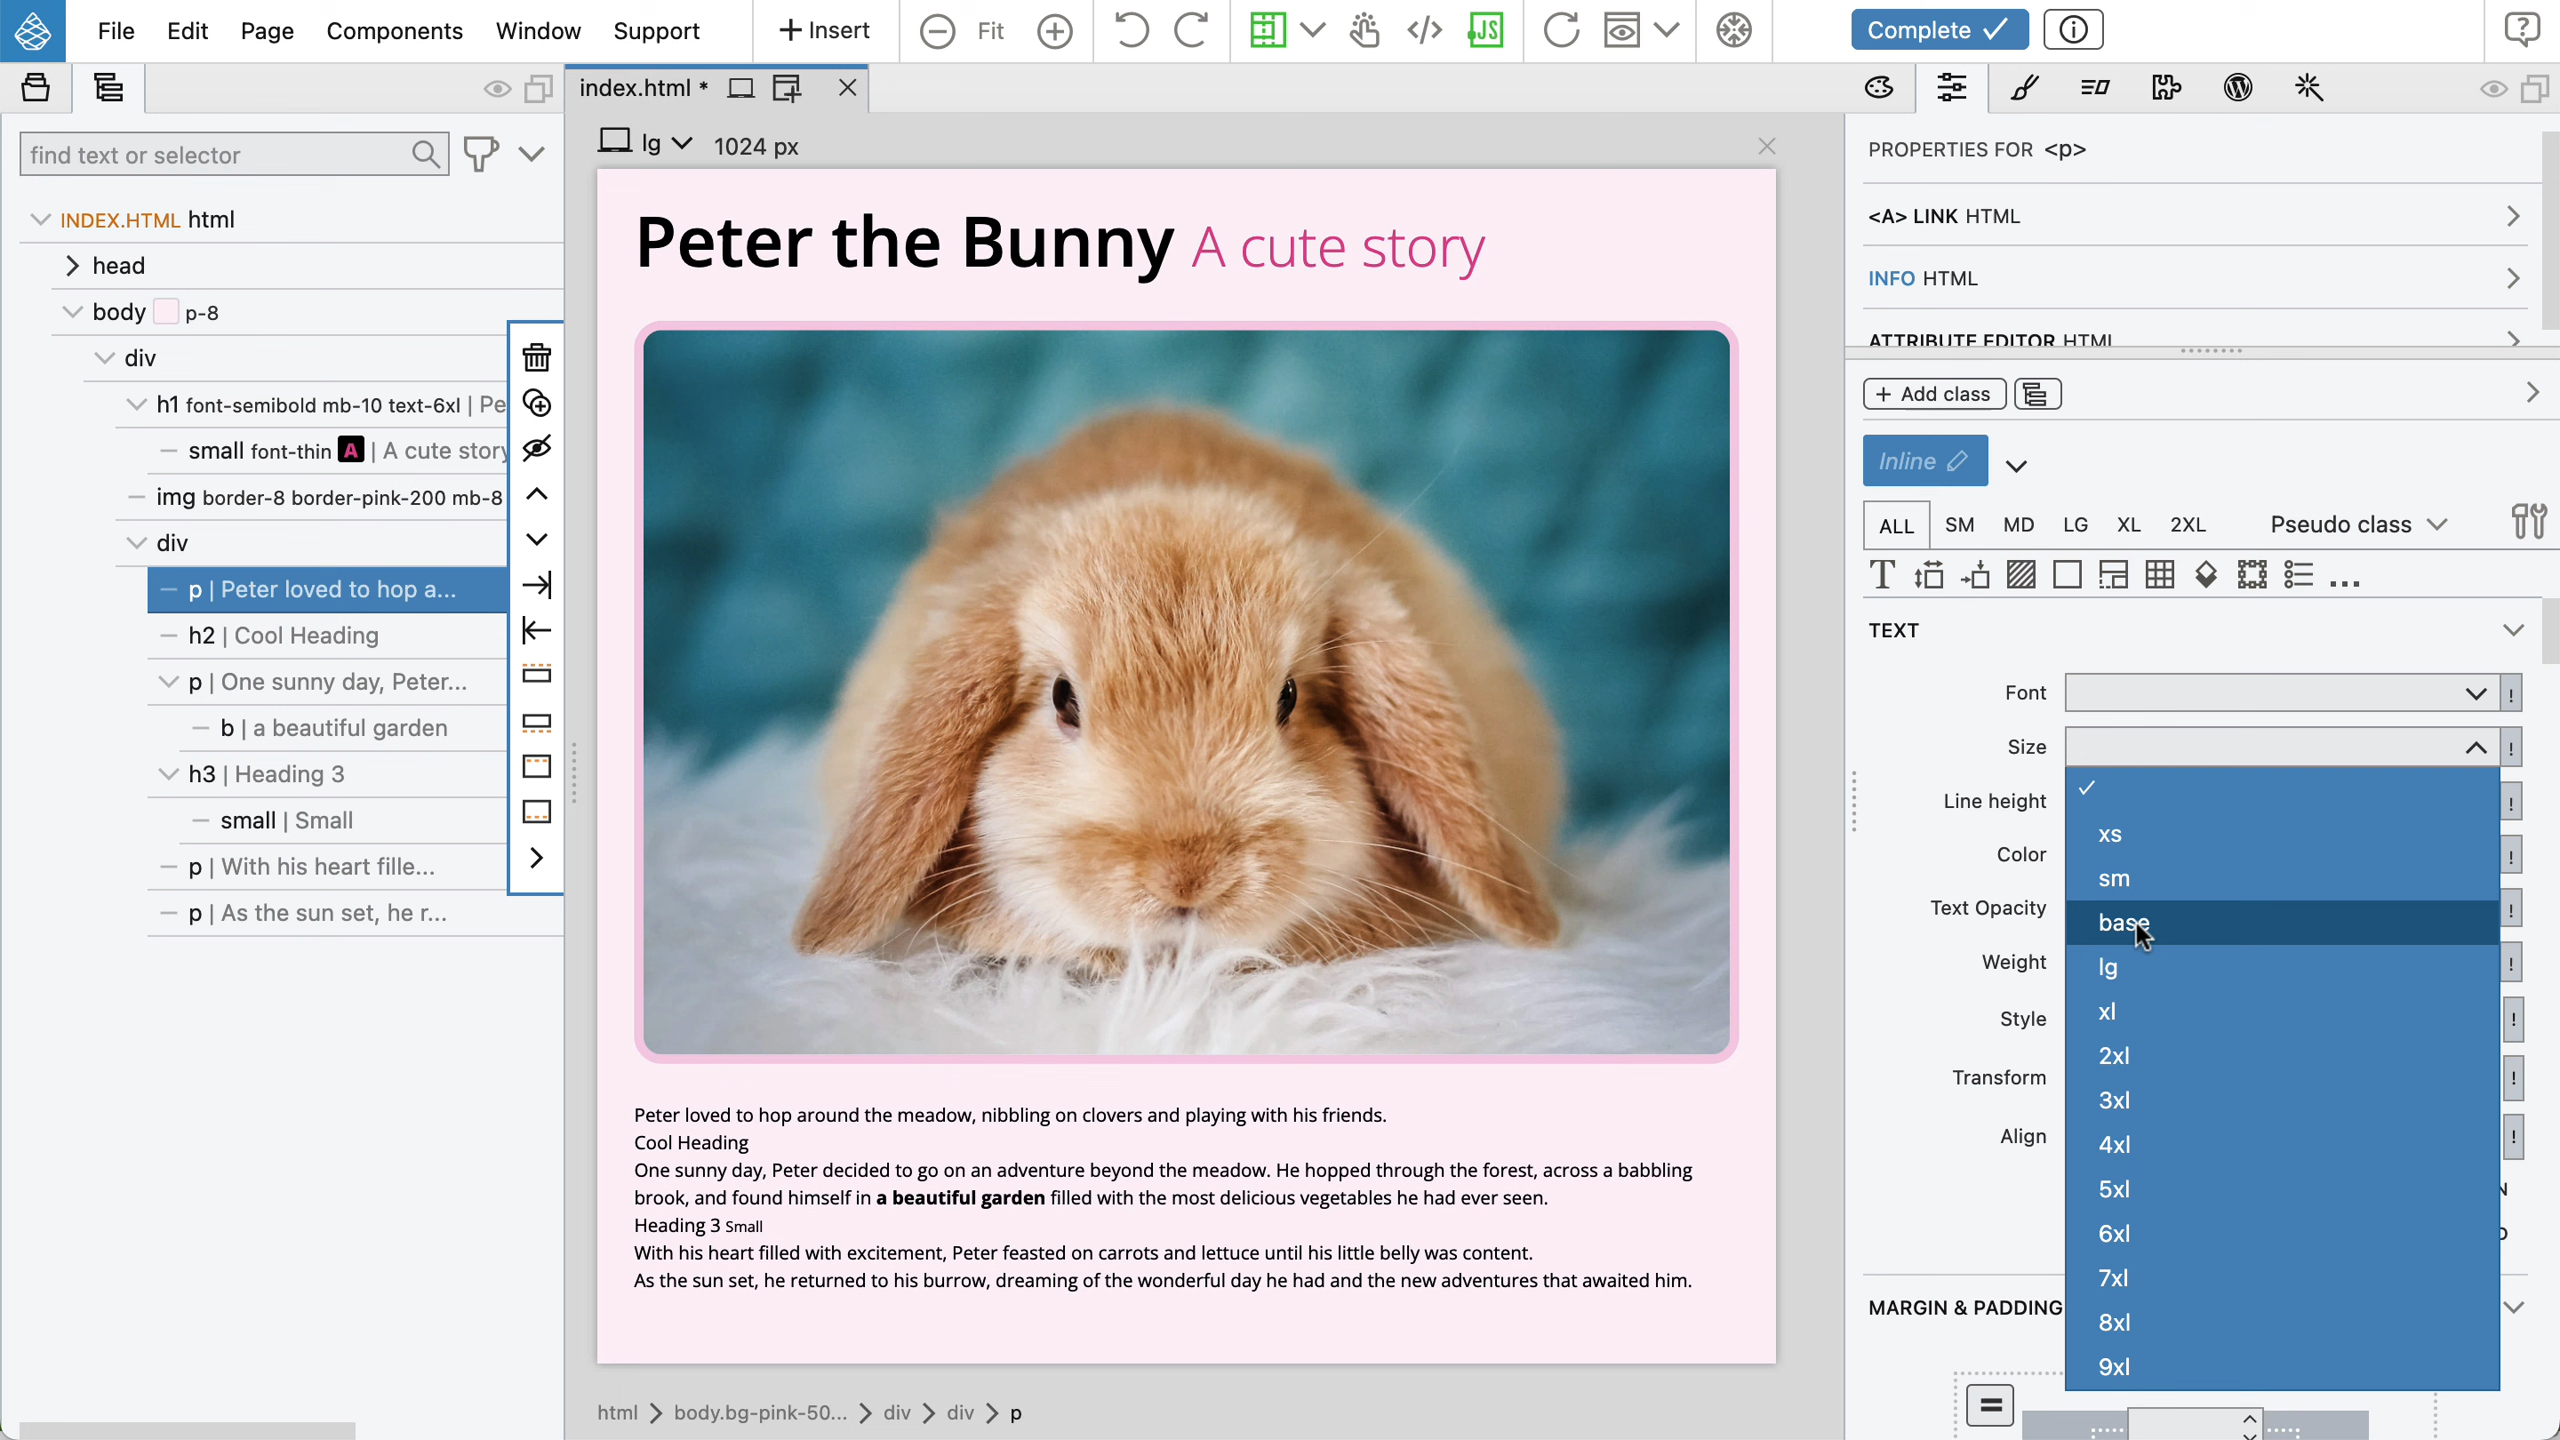 File Edit Page Components Window Support + Insert Fit </> JS Complete
index.html *
find text or selector
INDEX.HTML html
head
body p-8
div
h1 font-semibold mb-10 text-6xl | Pe
small font-thin A | A cute story
img border-8 border-pink-200 mb-8
div
p | Peter loved to hop a...
h2 | Cool Heading
p | One sunny day, Peter...
b | a beautiful garden
h3 | Heading 3
small | Small
p | With his heart fille...
p | As the sun set, he r...
lg 1024 px
Peter the Bunny A cute story
Peter loved to hop around the meadow, nibbling on clovers and playing with his friends.
Cool Heading
One sunny day, Peter decided to go on an adventure beyond the meadow. He hopped through the forest, across a babbling
brook, and found himself in a beautiful garden filled with the most delicious vegetables he had ever seen.
Heading 3 Small
With his heart filled with excitement, Peter feasted on carrots and lettuce until his little belly was content.
As the sun set, he returned to his burrow, dreaming of the wonderful day he had and the new adventures that awaited him.
html > body.bg-pink-50... > div > div > p
PROPERTIES FOR <p>
<A> LINK HTML
INFO HTML
ATTRIBUTE EDITOR HTML
+ Add class
Inline
ALL SM MD LG XL 2XL Pseudo class
TEXT
Font !
Size !
Line height !
Color !
Text Opacity !
Weight !
Style !
Transform !
Align !
xs
sm
base
lg
xl
2xl
3xl
4xl
5xl
6xl
7xl
8xl
9xl
MARGIN & PADDING